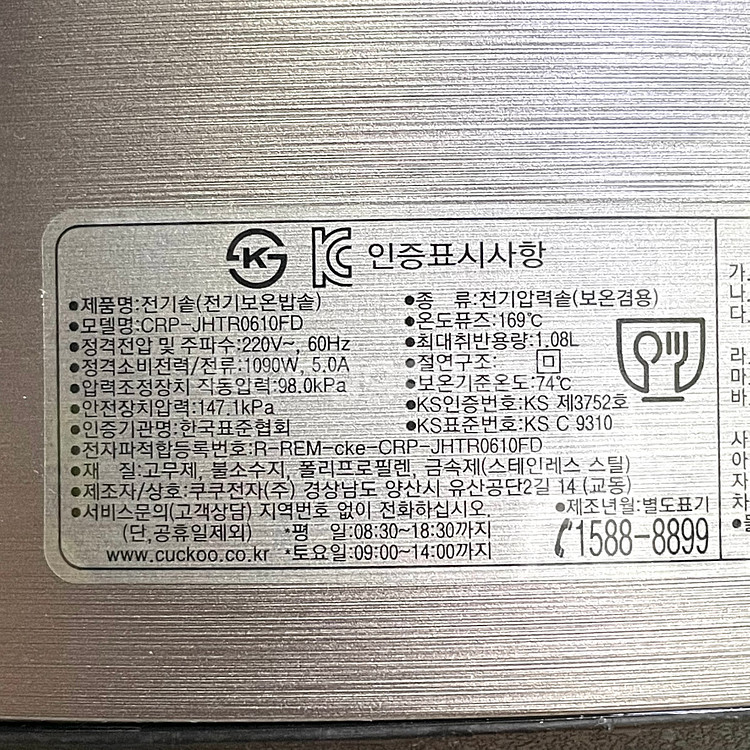 K KC 인증표시사항
•제품명:전기솥(전기보온밥솥) •종 류:전기압력솥(보온겸용)
•모델명:CRP-JHTR0610FD •온도퓨즈:169℃
•정격전압 및 주파수:220V~, 60Hz •최대취반용량:1.08L
•정격소비전력/전류:1090W, 5.0A •절연구조:
•압력조정장치 작동압력:98.0kPa •보온기준온도:74℃
•안전장치압력:147.1kPa •KS인증번호:KS 제3752호
•인증기관명:한국표준협회 •KS표준번호:KS C 9310
•전자파적합등록번호:R-REM-cke-CRP-JHTR0610FD
•재 질:고무제, 불소수지, 폴리프로필렌, 금속제(스테인레스 스틸)
•제조자/상호:쿠쿠전자(주) 경상남도 양산시 유산공단2길 14 (교동)
•서비스문의(고객상담) 지역번호 없이 전화하십시오. •제조년월:별도표기
(단,공휴일제외) *평 일:08:30~18:30까지 1588-8899
www.cuckoo.co.kr *토요일:09:00~14:00까지
가.
나.
다.
라
마
바
사
아
자
차